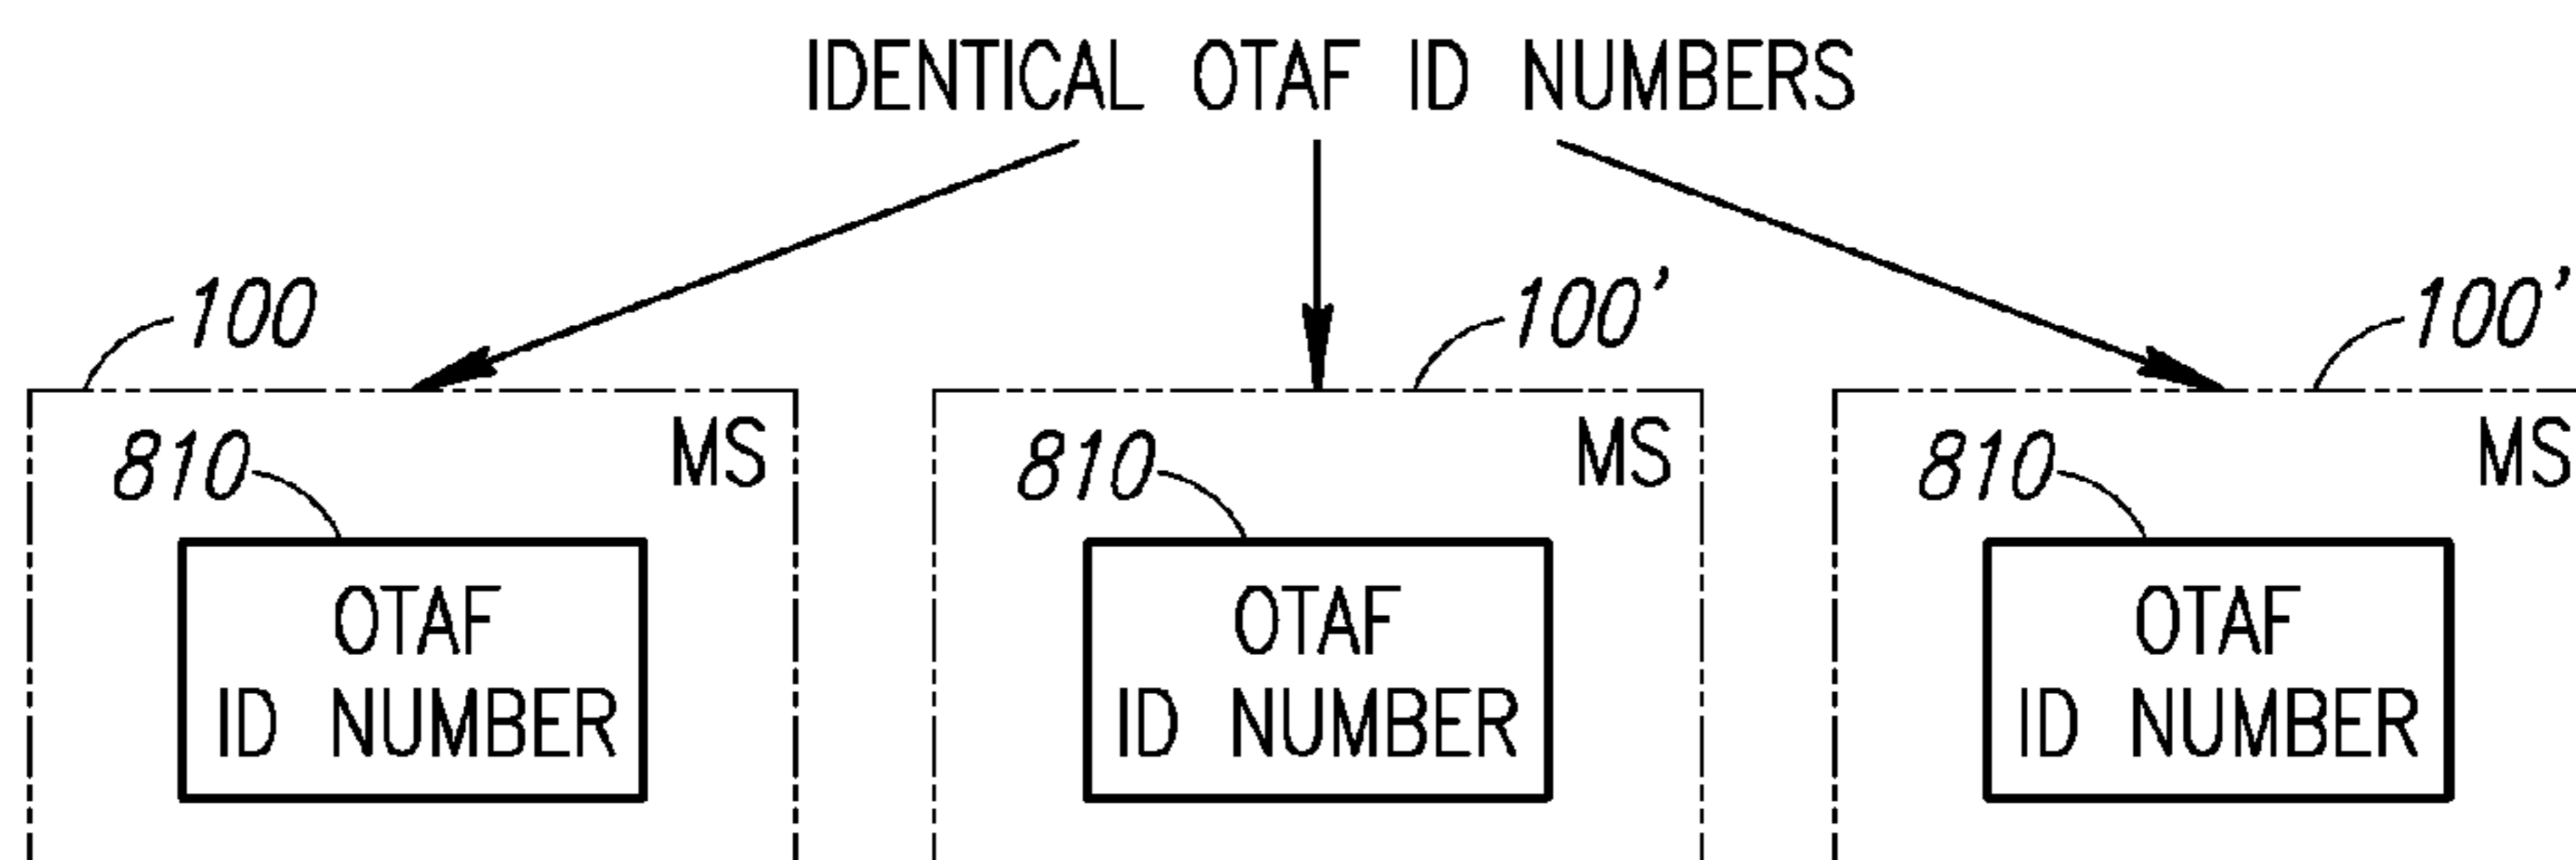 IDENTICAL OTAF ID NUMBERS
100
100'
100'
MS
MS
MS
810
810
810
OTAF
ID NUMBER
OTAF
ID NUMBER
OTAF
ID NUMBER